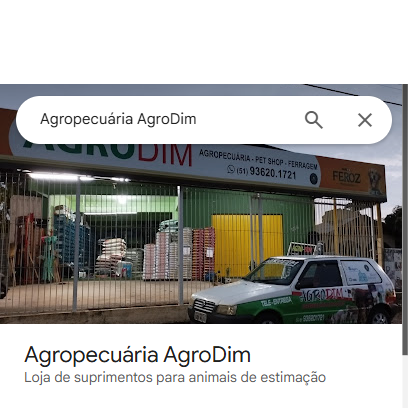 Agropecuária AgroDim
AGRODIM
AGROPECUÁRIA - PET SHOP - FERRAGEM
(51) 93620.1721
FEROZ
TELE-ENTREGA
AGRODIM
Agropecuária AgroDim
Loja de suprimentos para animais de estimação